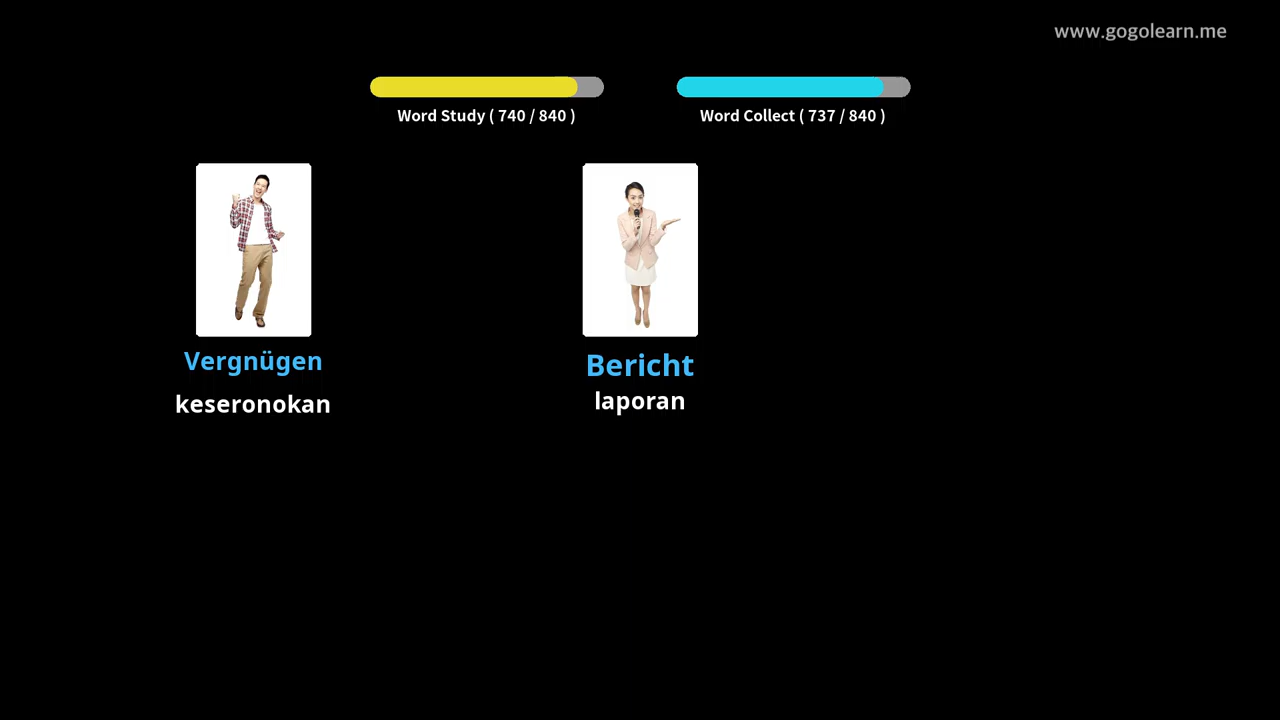 www.gogolearn.me
Word Study ( 740 / 840 )
Word Collect ( 737 / 840 )
Vergnügen
keseronokan
Bericht
laporan